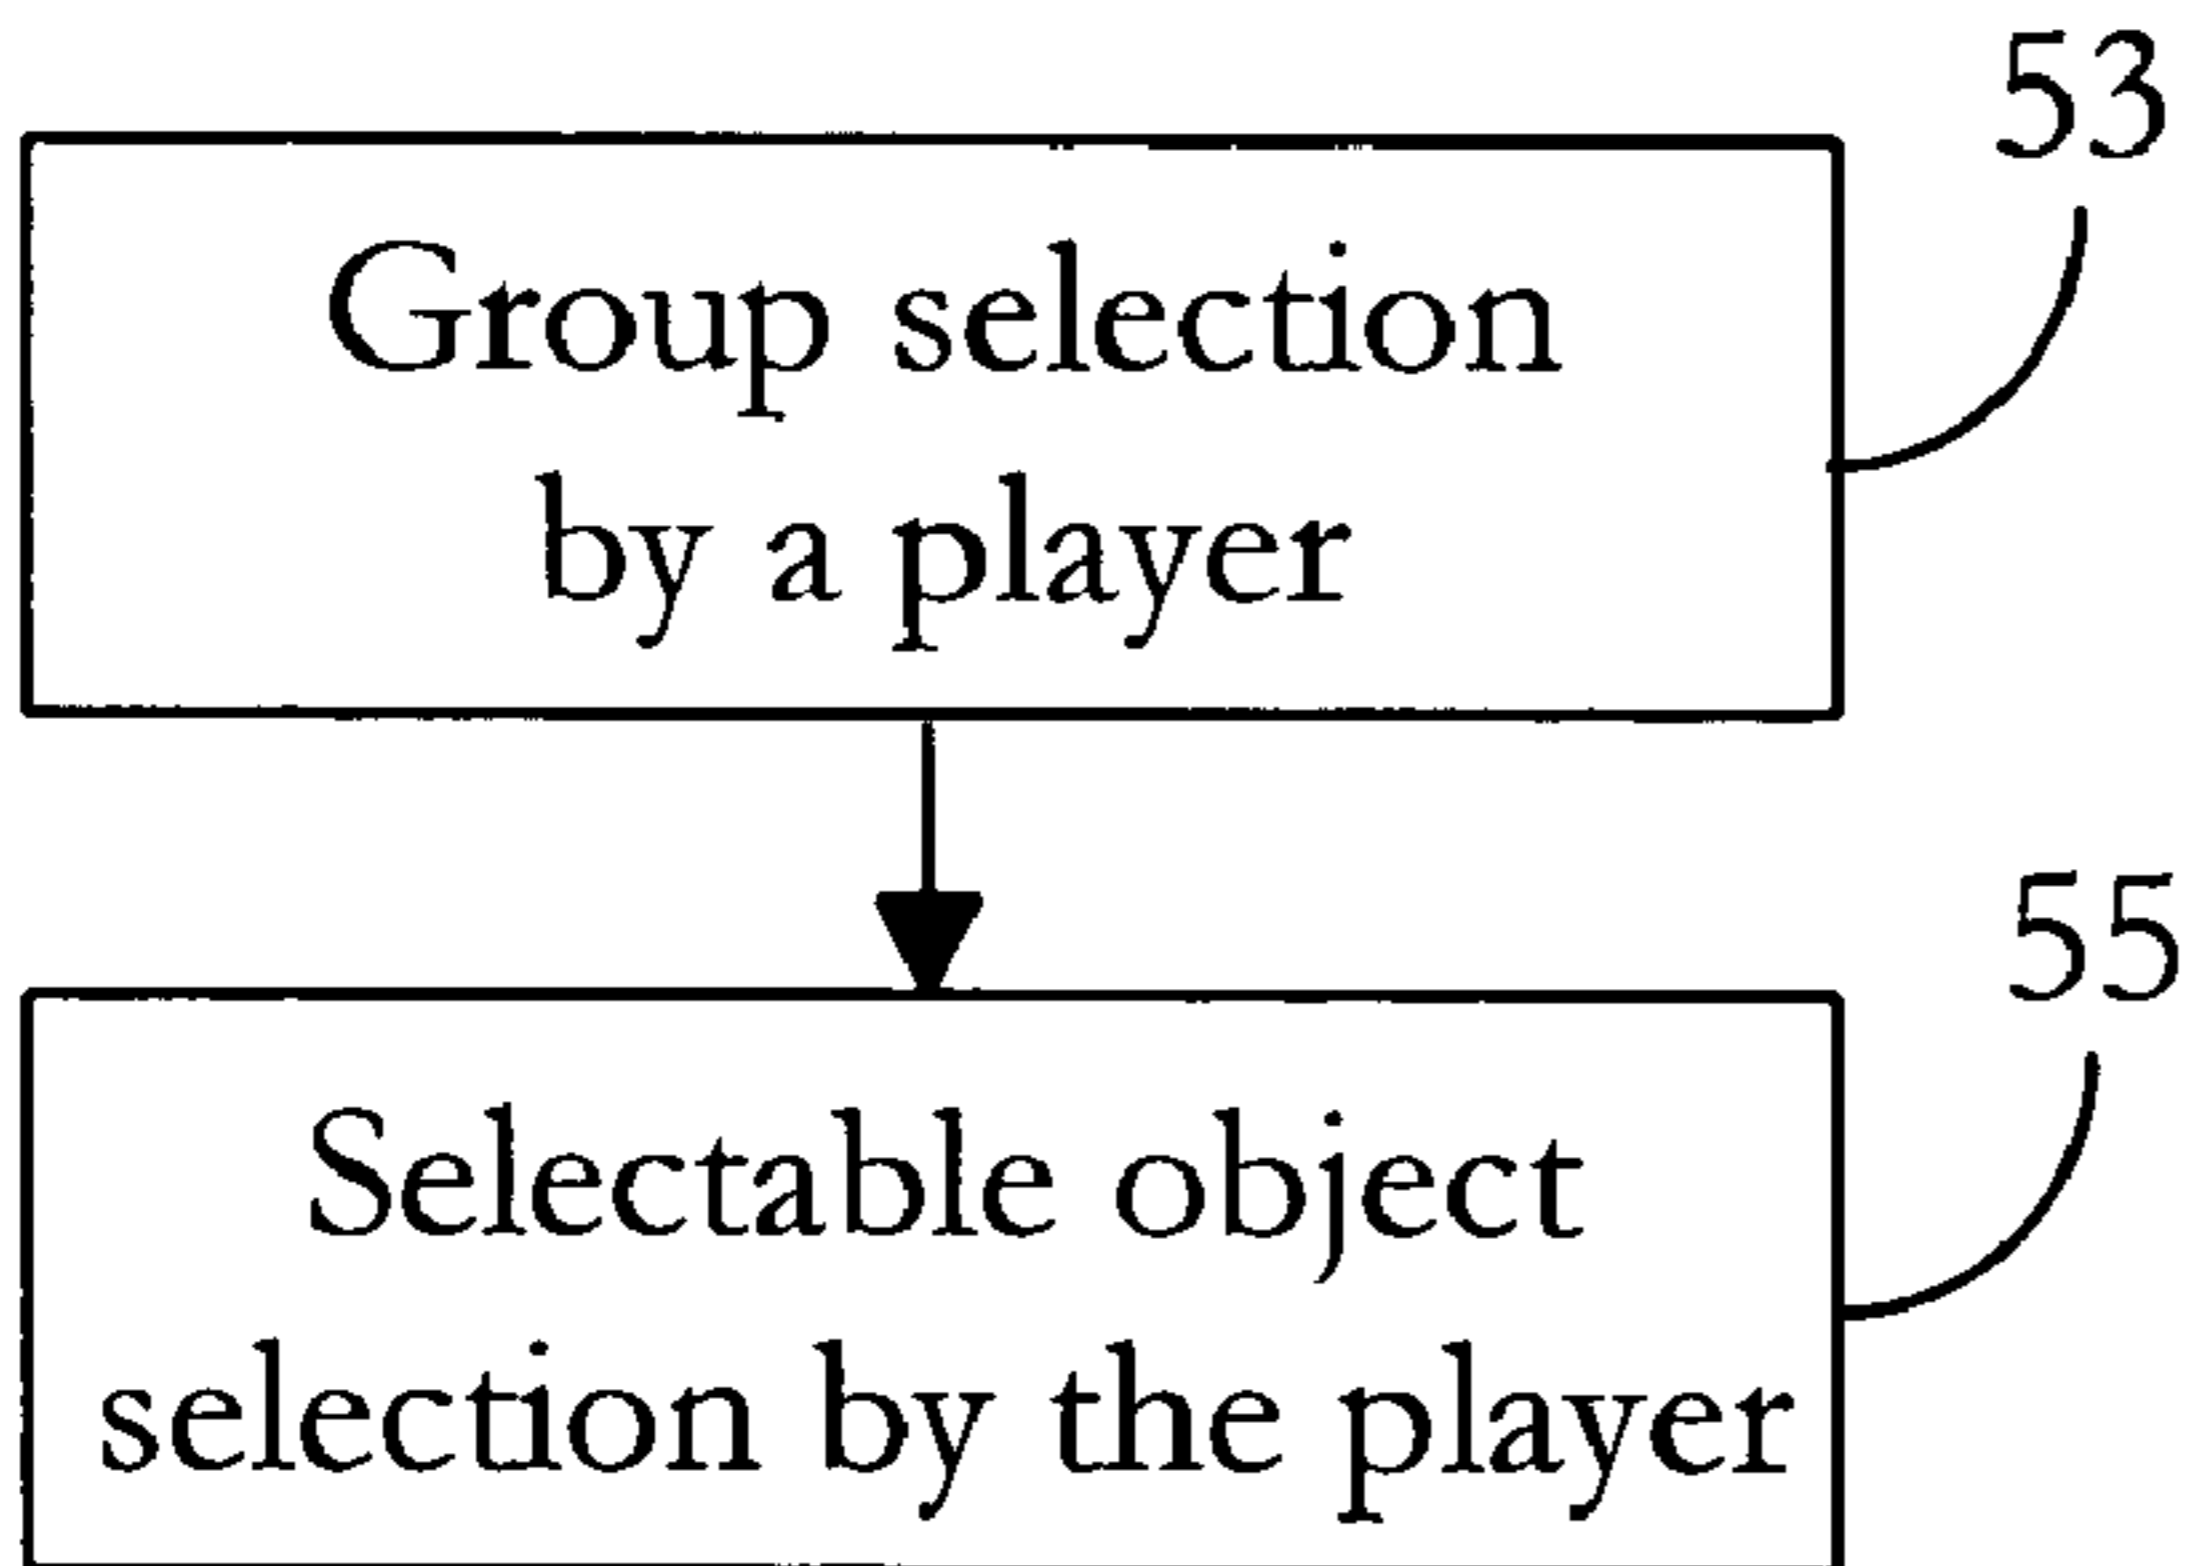 53
Group selection
by a player
55
Selectable object
selection by the player